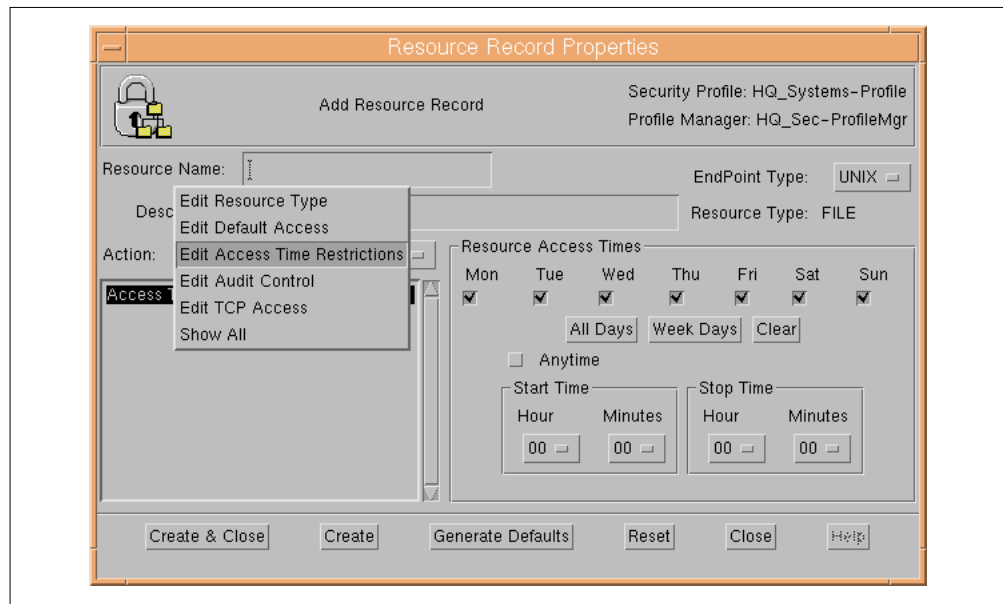 Resource Record Properties
Add Resource Record
Security Profile: HQ_Systems-Profile
Profile Manager: HQ_Sec-ProfileMgr
Resource Name:
EndPoint Type: UNIX
Desc
Resource Type: FILE
Action:
Edit Resource Type
Edit Default Access
Edit Access Time Restrictions
Edit Audit Control
Edit TCP Access
Show All
Access
Resource Access Times
Mon Tue Wed Thu Fri Sat Sun
All Days Week Days Clear
Anytime
Start Time Stop Time
Hour Minutes Hour Minutes
00 00 00 00
Create & Close Create Generate Defaults Reset Close Help